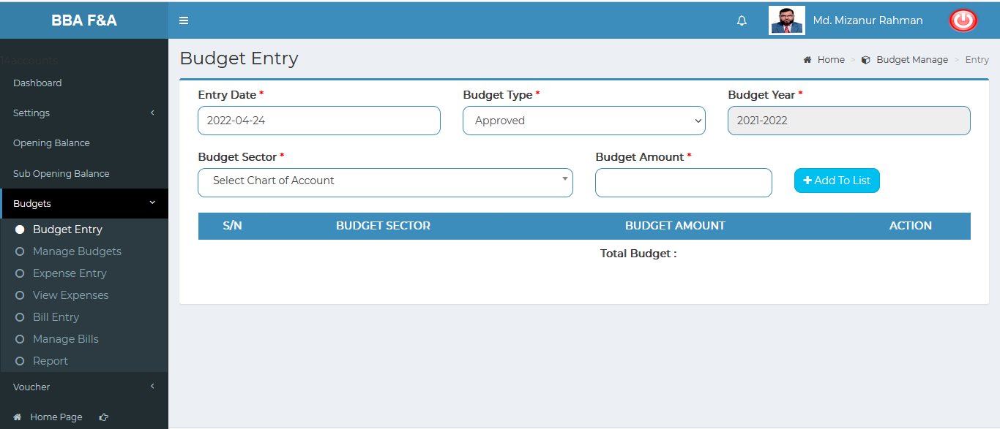 BBA F&A
Md. Mizanur Rahman
14accounts
Dashboard
Settings
Opening Balance
Sub Opening Balance
Budgets
Budget Entry
Manage Budgets
Expense Entry
View Expenses
Bill Entry
Manage Bills
Report
Voucher
Home Page
Budget Entry
Home > Budget Manage > Entry
Entry Date * Budget Type * Budget Year *
2022-04-24 Approved 2021-2022
Budget Sector * Budget Amount *
Select Chart of Account Add To List
S/N BUDGET SECTOR BUDGET AMOUNT ACTION
Total Budget :